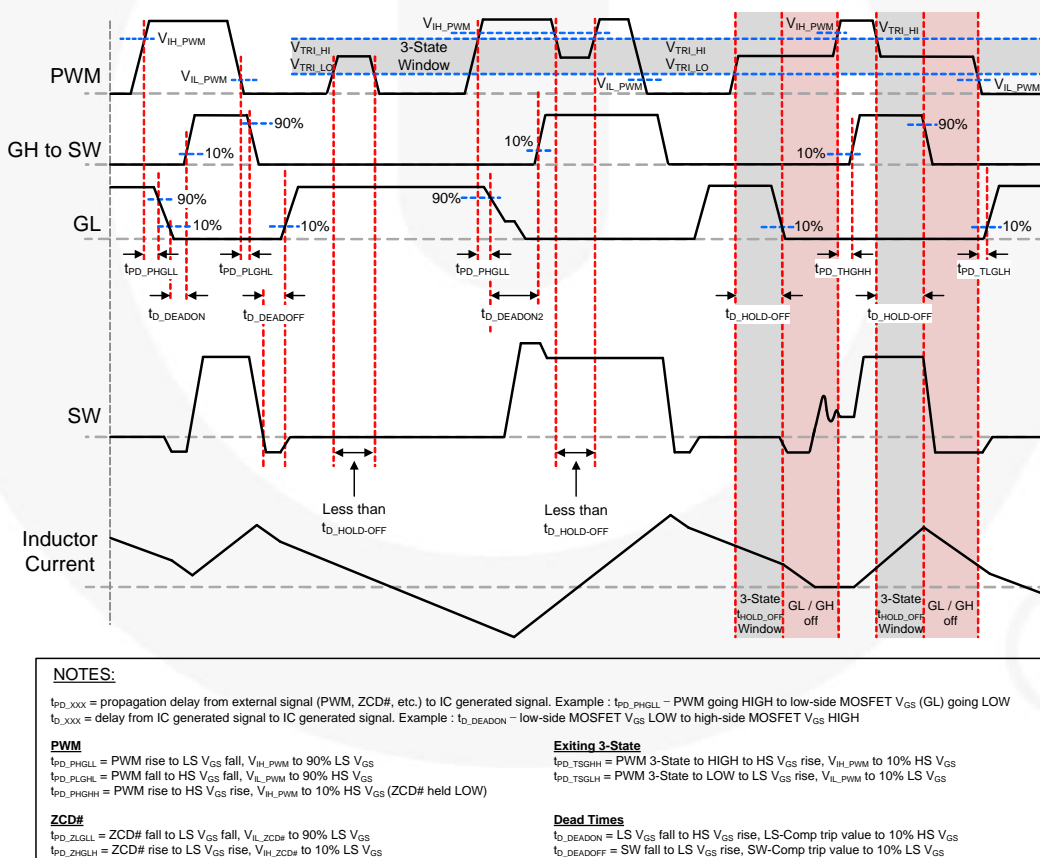 V_IH_PWM V_IH_PWM
V_IH_PWM V_TRI_HI
V_TRI_HI 3-State V_TRI_HI
V_TRI_LO Window V_TRI_LO
PWM V_IL_PWM V_IL_PWM V_IL_PWM
90% 90%
GH to SW 10% 10% 10%
90% 90%
GL 10% 10% 10% 10%
t_PD_PHGLL t_PD_PLGHL t_PD_PHGLL t_PD_THGHH t_PD_TLGLH
t_D_DEADON t_D_DEADOFF t_D_DEADON2 t_D_HOLD-OFF t_D_HOLD-OFF
SW
Less than Less than
t_D_HOLD-OFF t_D_HOLD-OFF
Inductor
Current
3-State GL / GH 3-State GL / GH
t_HOLD_OFF off t_HOLD_OFF off
Window Window
NOTES:
t_PD_XXX = propagation delay from external signal (PWM, ZCD#, etc.) to IC generated signal. Example : t_PD_PHGLL – PWM going HIGH to low-side MOSFET V_GS (GL) going LOW
t_D_XXX = delay from IC generated signal to IC generated signal. Example : t_D_DEADON – low-side MOSFET V_GS LOW to high-side MOSFET V_GS HIGH
PWM
t_PD_PHGLL = PWM rise to LS V_GS fall, V_IH_PWM to 90% LS V_GS
t_PD_PLGHL = PWM fall to HS V_GS fall, V_IL_PWM to 90% HS V_GS
t_PD_PHGHH = PWM rise to HS V_GS rise, V_IH_PWM to 10% HS V_GS (ZCD# held LOW)
ZCD#
t_PD_ZLGLL = ZCD# fall to LS V_GS fall, V_IL_ZCD# to 90% LS V_GS
t_PD_ZHGLH = ZCD# rise to LS V_GS rise, V_IH_ZCD# to 10% LS V_GS
Exiting 3-State
t_PD_TSGHH = PWM 3-State to HIGH to HS V_GS rise, V_IH_PWM to 10% HS V_GS
t_PD_TSGLH = PWM 3-State to LOW to LS V_GS rise, V_IL_PWM to 10% LS V_GS
Dead Times
t_D_DEADON = LS V_GS fall to HS V_GS rise, LS-Comp trip value to 10% HS V_GS
t_D_DEADOFF = SW fall to LS V_GS rise, SW-Comp trip value to 10% LS V_GS